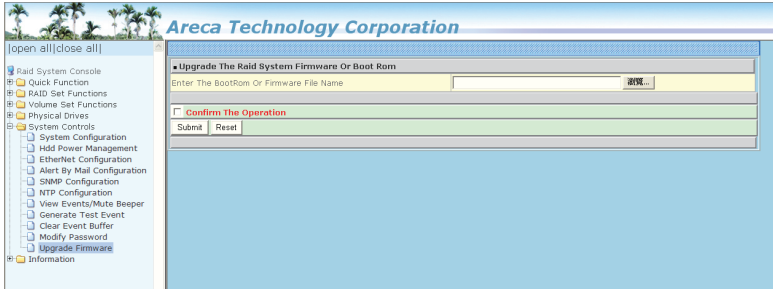 Areca Technology Corporation
|open all|close all|
Raid System Console
Quick Function
RAID Set Functions
Volume Set Functions
Physical Drives
System Controls
System Configuration
Hdd Power Management
EtherNet Configuration
Alert By Mail Configuration
SNMP Configuration
NTP Configuration
View Events/Mute Beeper
Generate Test Event
Clear Event Buffer
Modify Password
Upgrade Firmware
Information
Upgrade The Raid System Firmware Or Boot Rom
Enter The BootRom Or Firmware File Name
瀏覽...
Confirm The Operation
Submit Reset